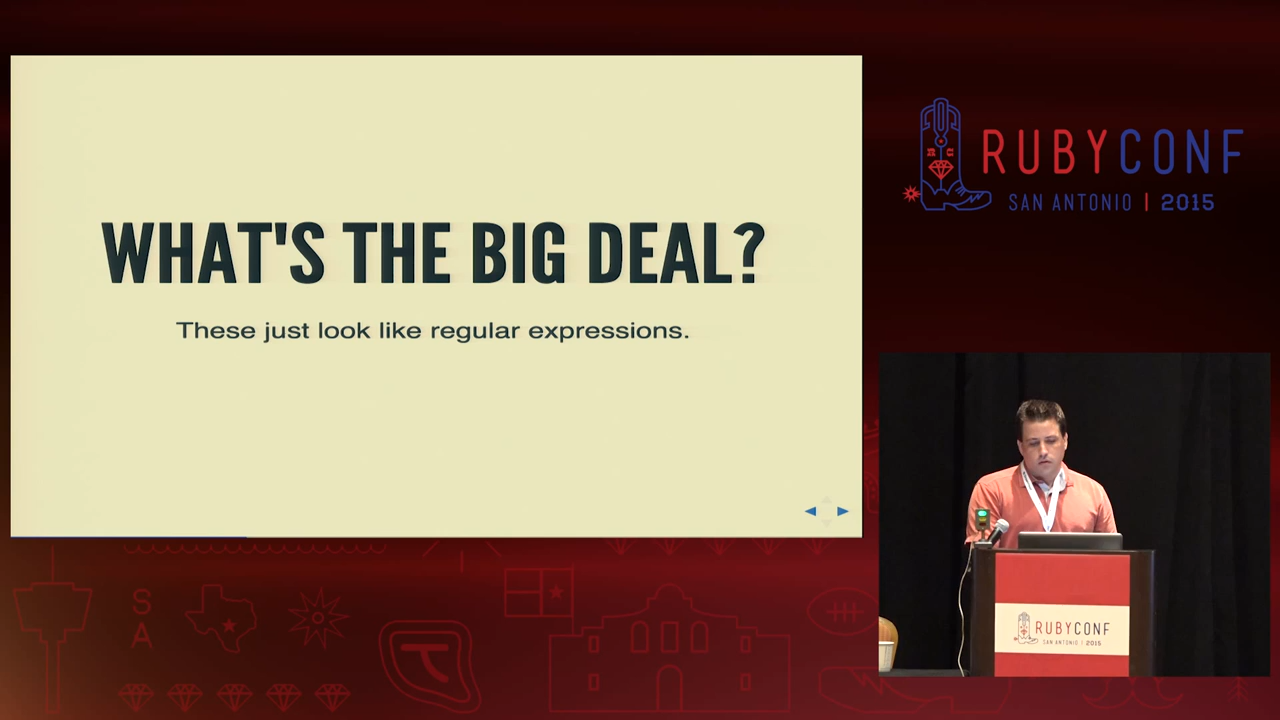 WHAT'S THE BIG DEAL?
These just look like regular expressions.
RUBYCONF
SAN ANTONIO | 2015
S
A
RUBYCONF
SAN ANTONIO | 2015